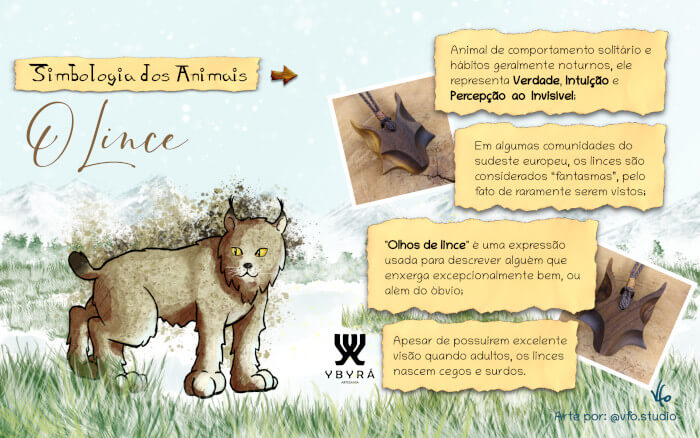 Simbologia dos Animais
O Lince
Animal de comportamento solitário e
hábitos geralmente noturnos, ele
representa Verdade, Intuição e
Percepção ao Invisível;
Em algumas comunidades do
sudeste europeu, os linces são
considerados "fantasmas", pelo
fato de raramente serem vistos;
"Olhos de lince" é uma expressão
usada para descrever alguém que
enxerga excepcionalmente bem, ou
além do óbvio;
Apesar de possuírem excelente
visão quando adultos, os linces
nascem cegos e surdos.
YBYRÁ
ARTESANIA
Vfo
Arte por: @vfo.studio